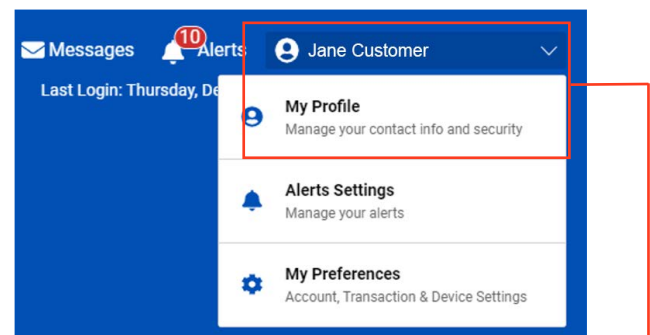 Messages 10 Alerts Jane Customer
Last Login: Thursday, De
My Profile
Manage your contact info and security
Alerts Settings
Manage your alerts
My Preferences
Account, Transaction & Device Settings